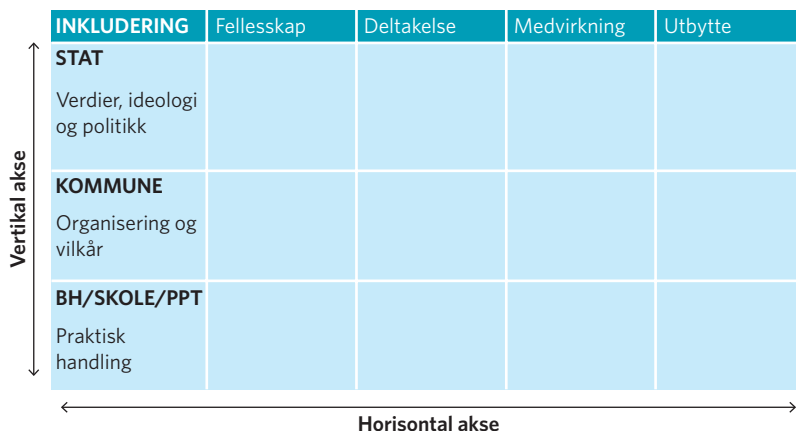 INKLUDERING Fellesskap Deltakelse Medvirkning Utbytte
STAT
Verdier, ideologi
og politikk
KOMMUNE
Organisering og
vilkår
BH/SKOLE/PPT
Praktisk
handling
Vertikal akse
Horisontal akse